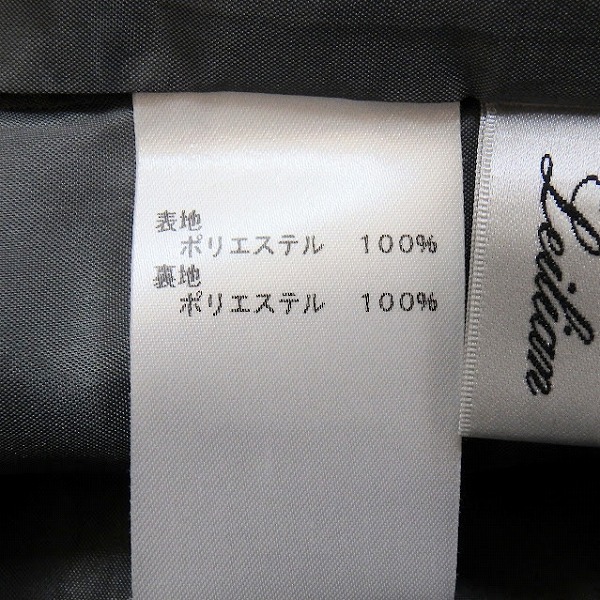 表地
ポリエステル 100%
裏地
ポリエステル 100%
Leilian